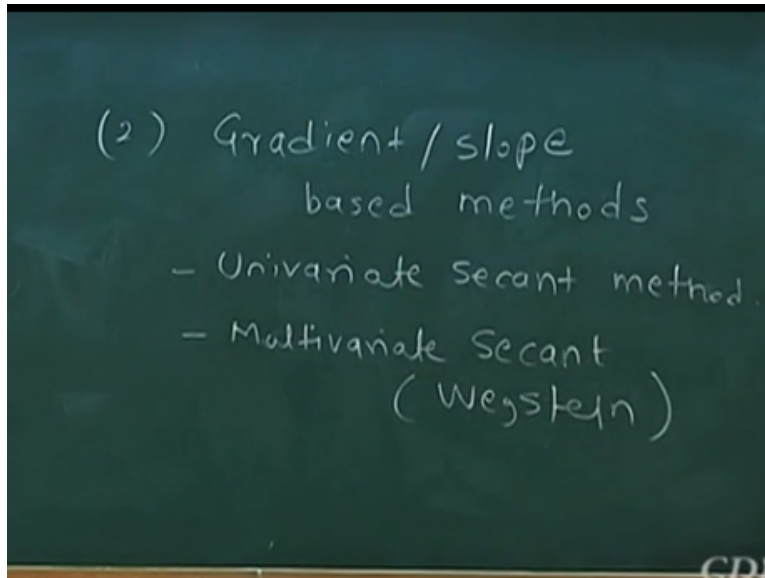 (2) Gradient / slope
based methods
- Univariate secant method.
- Multivariate Secant
(Wegstein)